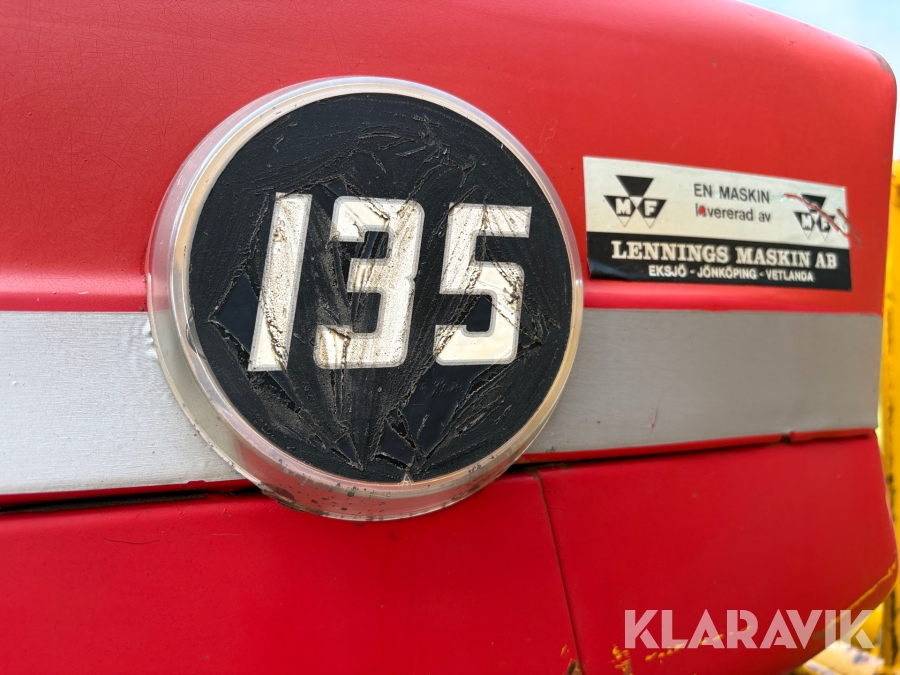 135
MF
EN MASKIN
levererad av
MF
LENNINGS MASKIN AB
EKSJÖ - JÖNKÖPING - VETLANDA
KLARAVIK